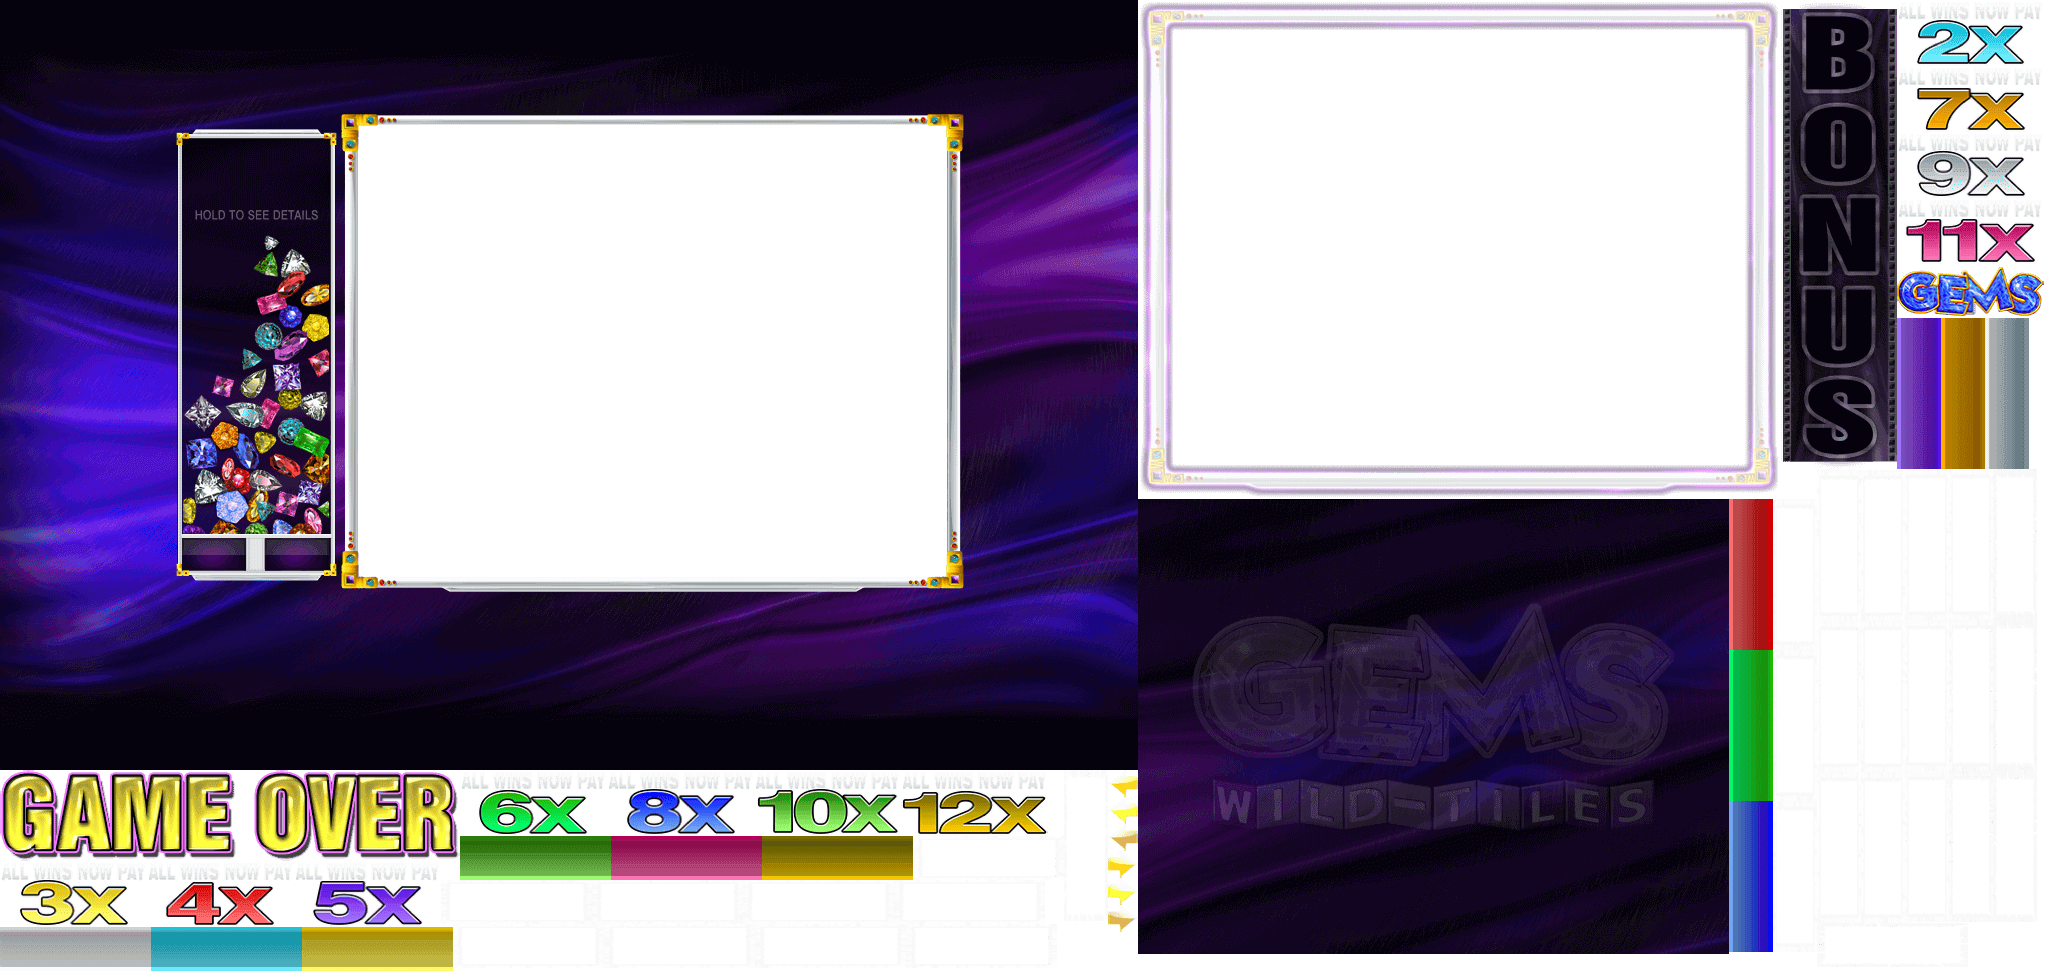 HOLD TO SEE DETAILS
GAME OVER
ALL WINS NOW PAY
3X
ALL WINS NOW PAY
4X
ALL WINS NOW PAY
5X
ALL WINS NOW PAY
6X
ALL WINS NOW PAY
8X
ALL WINS NOW PAY
10X
ALL WINS NOW PAY
12X
BONUS
ALL WINS NOW PAY
2X
ALL WINS NOW PAY
7X
ALL WINS NOW PAY
9X
ALL WINS NOW PAY
11X
GEMS
GEMS
WILD-TILES